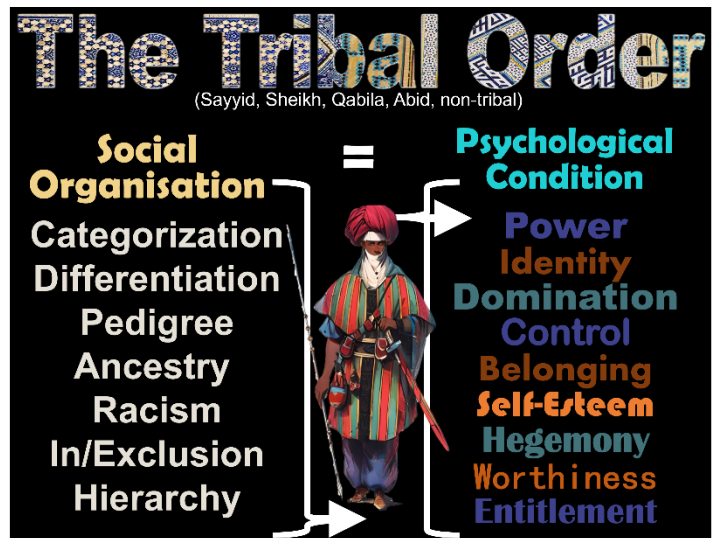 The Tribal Order
(Sayyid, Sheikh, Qabila, Abid, non-tribal)
Social
Organisation
Categorization
Differentiation
Pedigree
Ancestry
Racism
In/Exclusion
Hierarchy
=
Psychological
Condition
Power
Identity
Domination
Control
Belonging
Self-Esteem
Hegemony
Worthiness
Entitlement